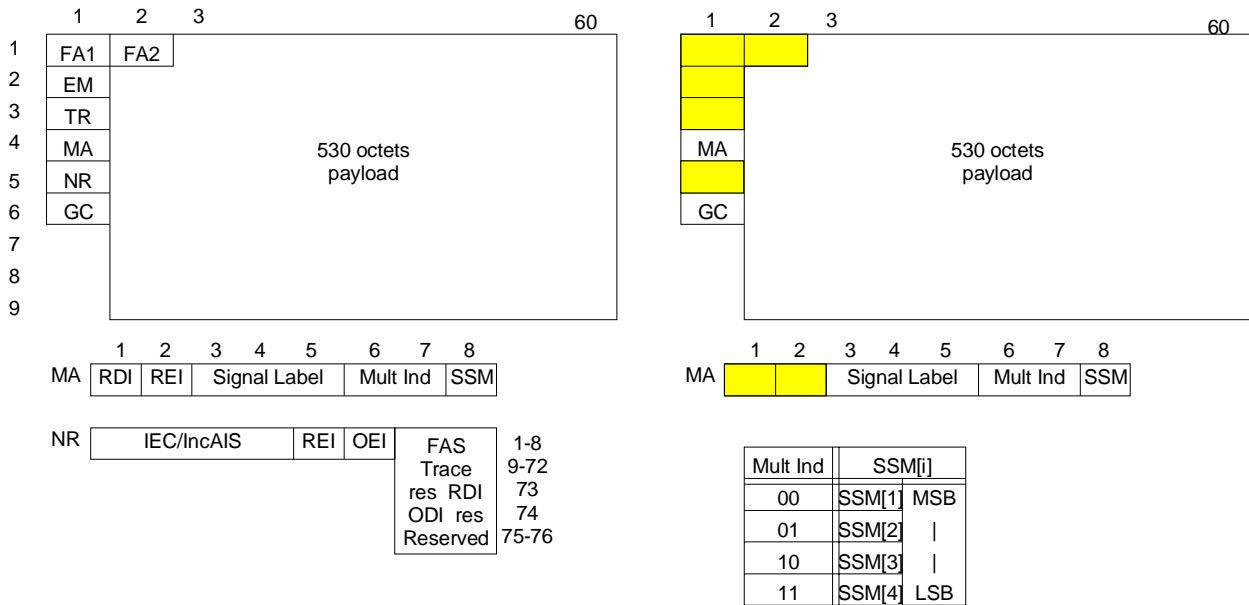 1 2 3 60
1 FA1 FA2
2 EM
3 TR
4 MA
5 NR
6 GC
7
8
9
530 octets
payload
1 2 3 4 5 6 7 8
MA RDI REI Signal Label Mult Ind SSM
NR IEC/IncAIS REI OEI FAS 1-8
Trace 9-72
res RDI 73
ODI res 74
Reserved 75-76
1 2 3 60
MA
GC
530 octets
payload
1 2 3 4 5 6 7 8
MA Signal Label Mult Ind SSM
Mult Ind SSM[i]
00 SSM[1] MSB
01 SSM[2] |
10 SSM[3] |
11 SSM[4] LSB